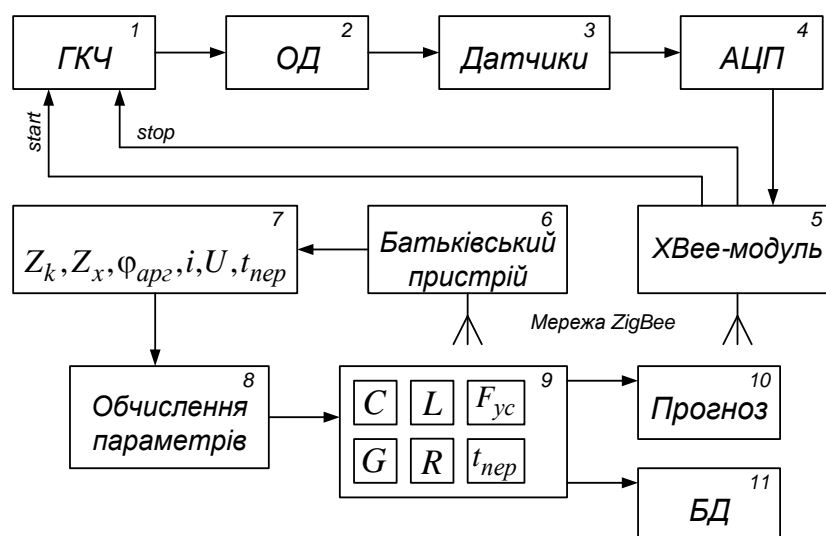 1
ГКЧ
2
ОД
3
Датчики
4
АЦП
start
stop
7
Z_k, Z_x, φ_арг, i, U, t_пер
6
Батьківський
пристрій
5
XBee-модуль
Мережа ZigBee
8
Обчислення
параметрів
9
C L F_ус
G R t_пер
10
Прогноз
11
БД